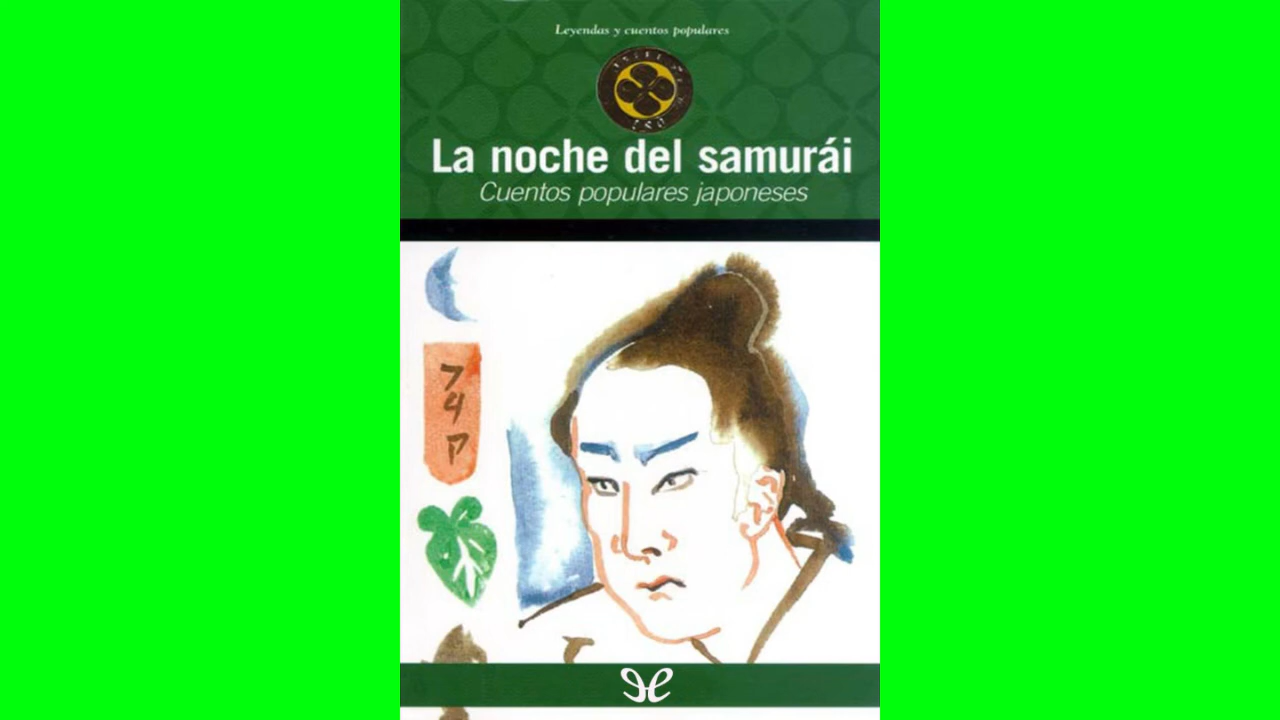 Leyendas y cuentos populares
La noche del samurái
Cuentos populares japoneses